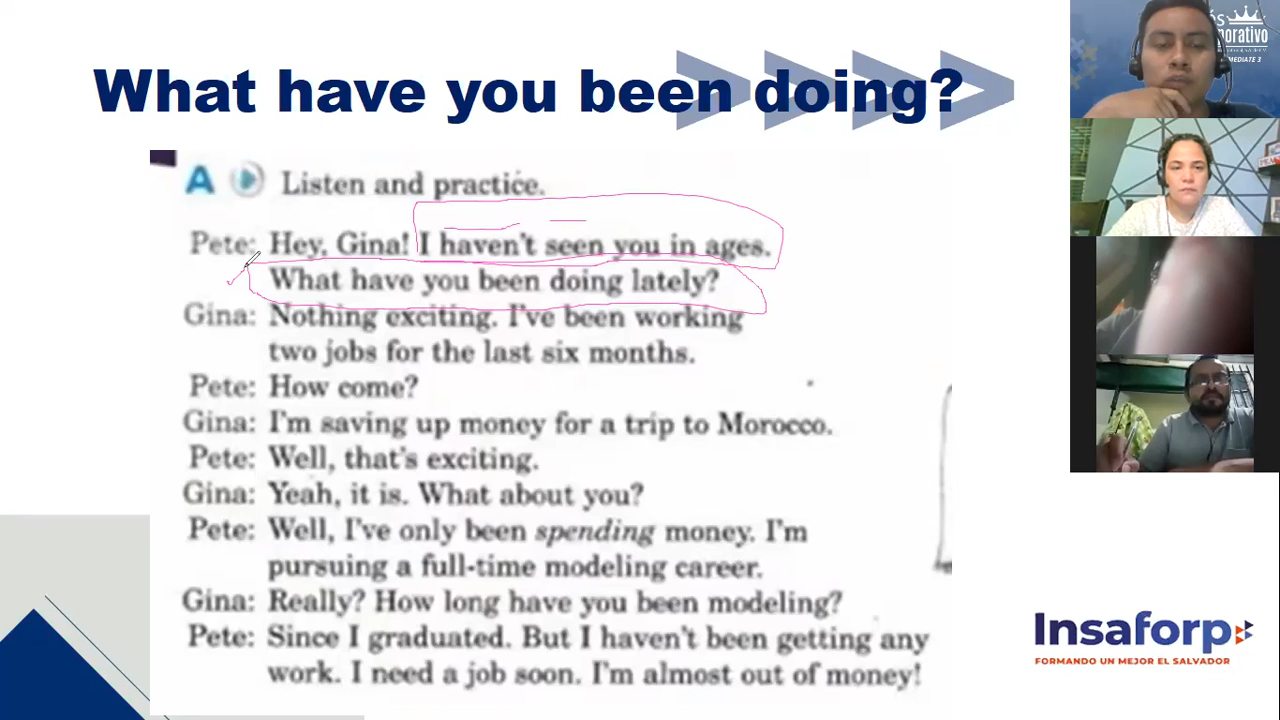 What have you been doing?
A Listen and practice.
Pete: Hey, Gina! I haven't seen you in ages.
What have you been doing lately?
Gina: Nothing exciting. I've been working
two jobs for the last six months.
Pete: How come?
Gina: I'm saving up money for a trip to Morocco.
Pete: Well, that's exciting.
Gina: Yeah, it is. What about you?
Pete: Well, I've only been spending money. I'm
pursuing a full-time modeling career.
Gina: Really? How long have you been modeling?
Pete: Since I graduated. But I haven't been getting any
work. I need a job soon. I'm almost out of money!
Insaforp
FORMANDO UN MEJOR EL SALVADOR